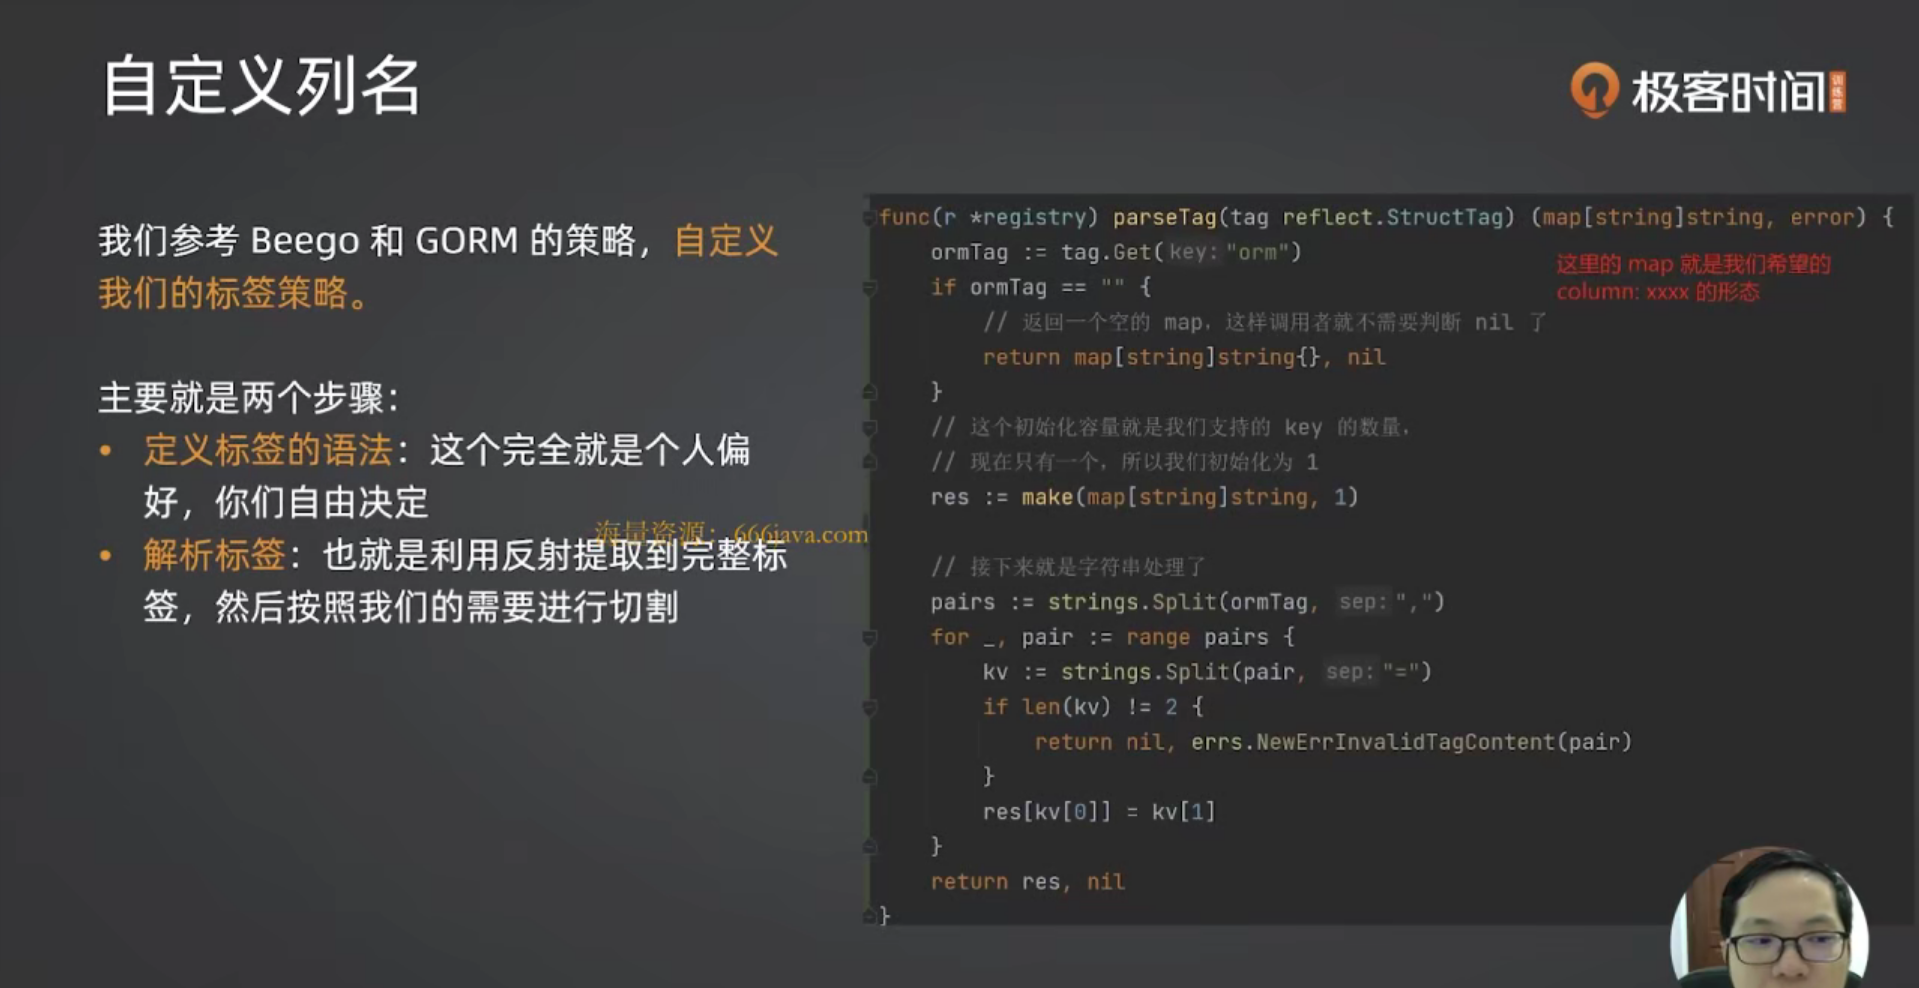 自定义列名
极客时间
训练营
我们参考 Beego 和 GORM 的策略，自定义
我们的标签策略。
主要就是两个步骤：
• 定义标签的语法：这个完全就是个人偏
好，你们自由决定
• 解析标签：也就是利用反射提取到完整标
签，然后按照我们的需要进行切割
海量资源：666java.com
func(r *registry) parseTag(tag reflect.StructTag) (map[string]string, error) {
ormTag := tag.Get(key:"orm")
这里的 map 就是我们希望的
column: xxxx 的形态
if ormTag == "" {
// 返回一个空的 map，这样调用者就不需要判断 nil 了
return map[string]string{}, nil
}
// 这个初始化容量就是我们支持的 key 的数量，
// 现在只有一个，所以我们初始化为 1
res := make(map[string]string, 1)
// 接下来就是字符串处理了
pairs := strings.Split(ormTag, sep:",")
for _, pair := range pairs {
kv := strings.Split(pair, sep:"=")
if len(kv) != 2 {
return nil, errs.NewErrInvalidTagContent(pair)
}
res[kv[0]] = kv[1]
}
return res, nil
}